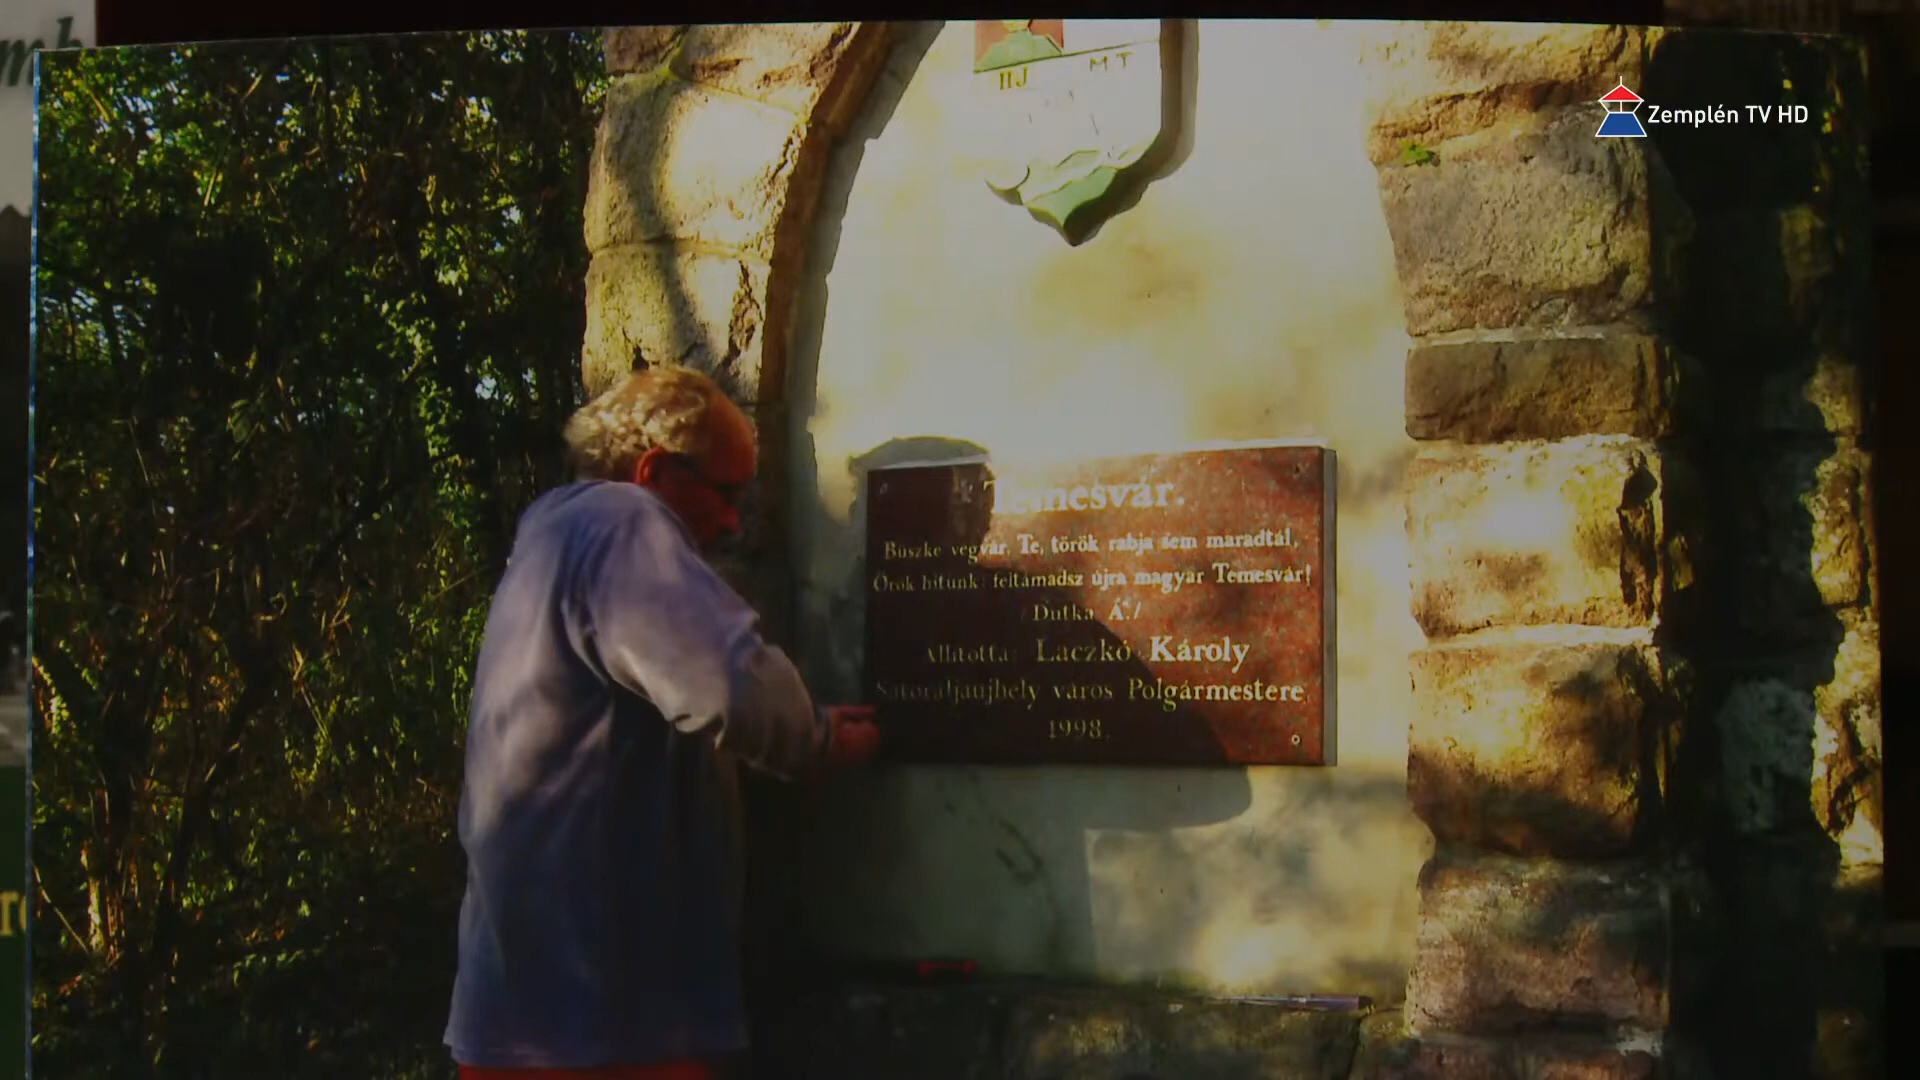 mb
IIJ MT
Zemplén TV HD
Temesvár.
Büszke végvár, Te, török rabja sem maradtál,
Örök hitünk: feltámadsz újra magyar Temesvár!
/Dutka Á./
Állította: Laczkó Károly
Sátoraljaújhely város Polgármestere
1998.